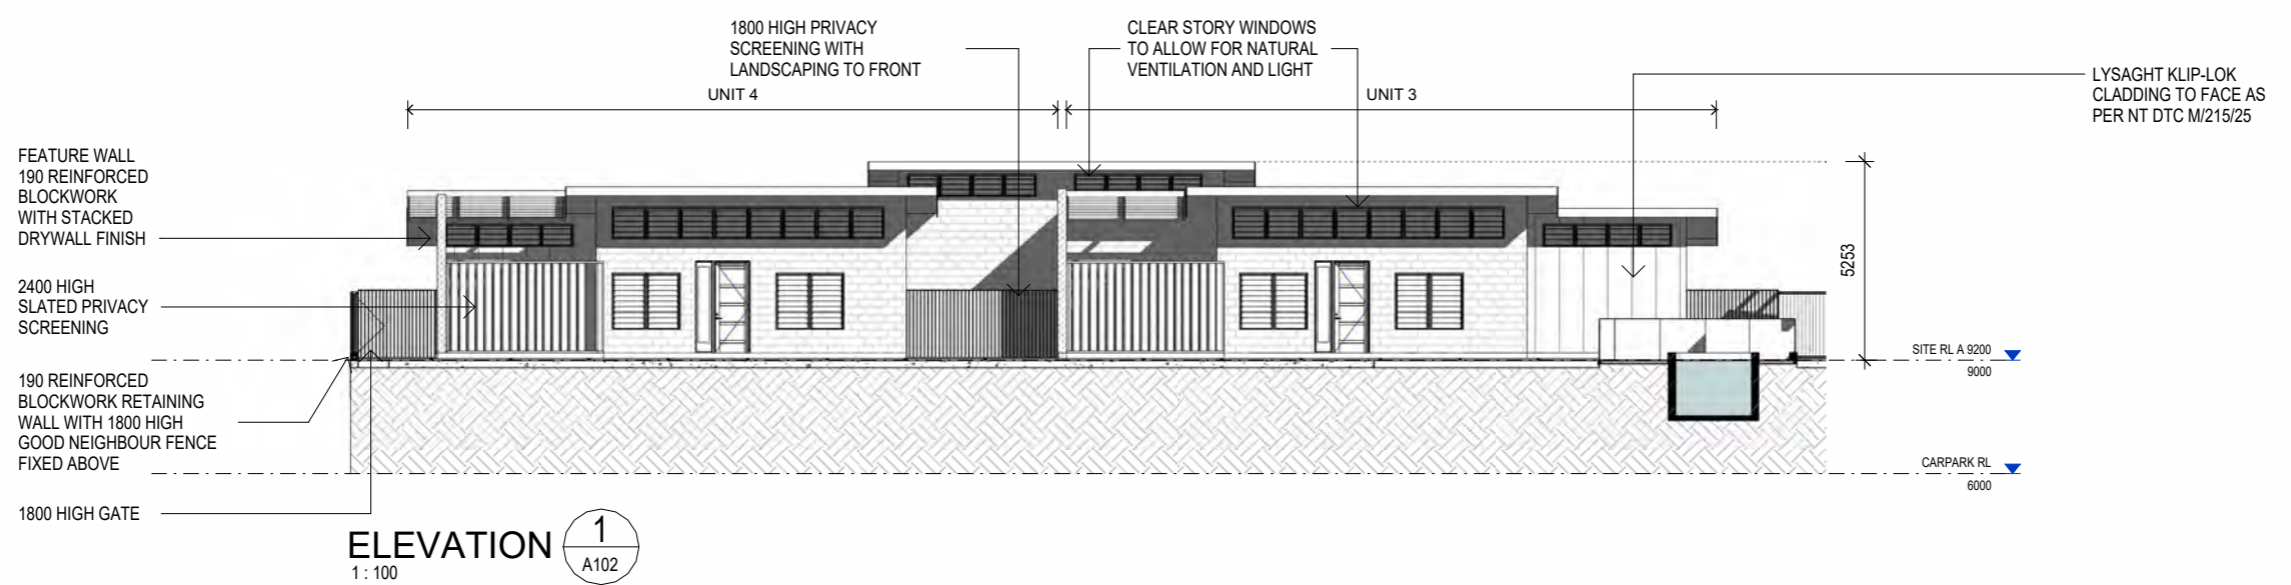 1800 HIGH PRIVACY
SCREENING WITH
LANDSCAPING TO FRONT
CLEAR STORY WINDOWS
TO ALLOW FOR NATURAL
VENTILATION AND LIGHT
LYSAGHT KLIP-LOK
CLADDING TO FACE AS
PER NT DTC M/215/25
UNIT 4
UNIT 3
FEATURE WALL
190 REINFORCED
BLOCKWORK
WITH STACKED
DRYWALL FINISH
5253
2400 HIGH
SLATED PRIVACY
SCREENING
SITE RL A 9200
9000
190 REINFORCED
BLOCKWORK RETAINING
WALL WITH 1800 HIGH
GOOD NEIGHBOUR FENCE
FIXED ABOVE
CARPARK RL
6000
1800 HIGH GATE
ELEVATION
1 : 100
1
A102